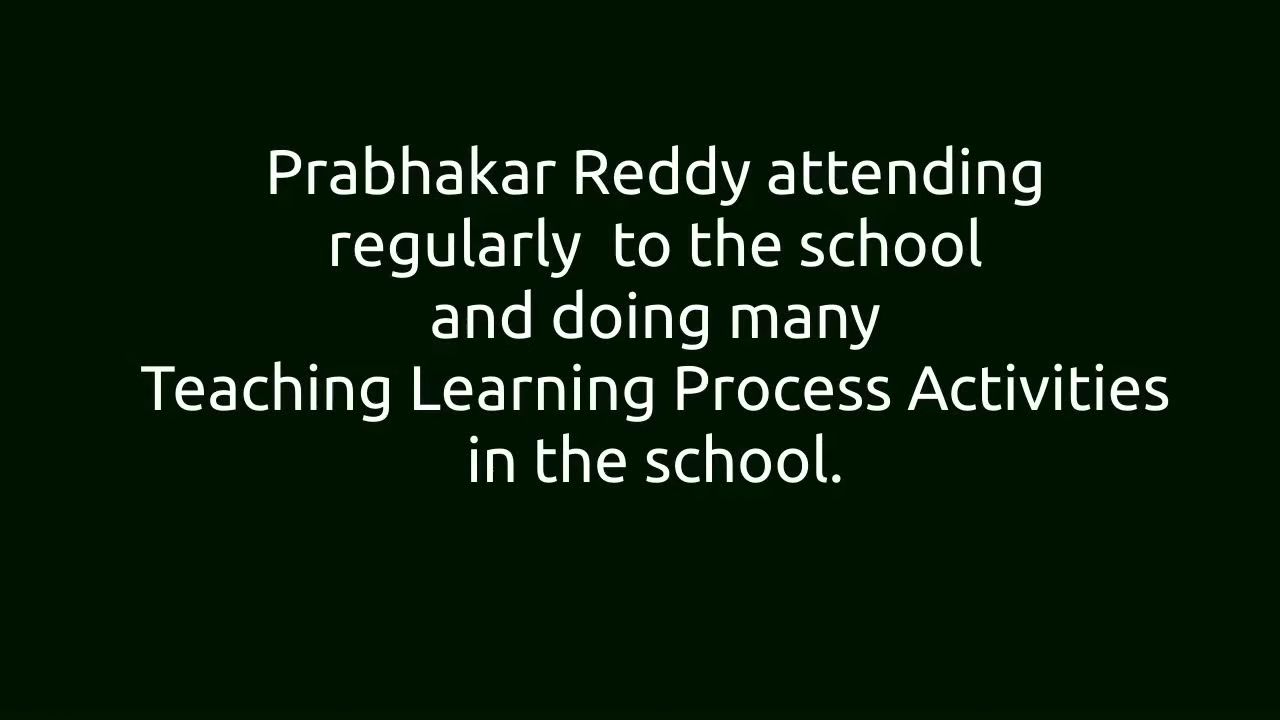 Prabhakar Reddy attending
regularly  to the school
and doing many
Teaching Learning Process Activities
in the school.